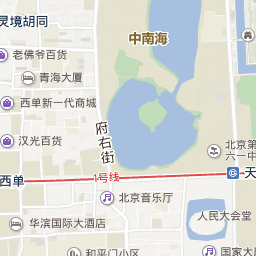 灵境胡同
中南海
老佛爷百货
青海大厦
西单新一代商城
汉光百货
府右街
北京第
六一中
西单
1号线
天
北京音乐厅
华滨国际大酒店
人民大会堂
和平门小区
国家大